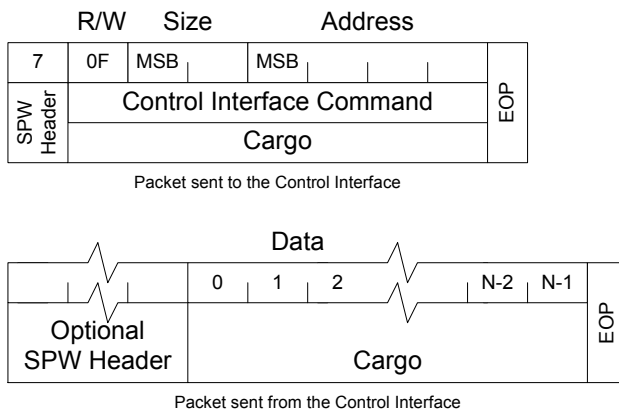 R/W Size Address
7 0F MSB MSB
SPW Header
Control Interface Command
EOP
Cargo
Packet sent to the Control Interface
Data
0 1 2 N-2 N-1
EOP
Optional
SPW Header
Cargo
Packet sent from the Control Interface